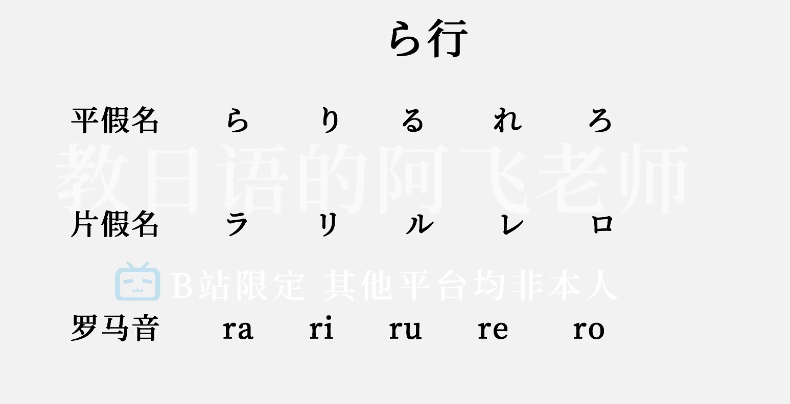 ら行
平假名 ら り る れ ろ
教日语的阿飞老师
片假名 ラ リ ル レ ロ
B站限定 其他平台均非本人
罗马音 ra ri ru re ro